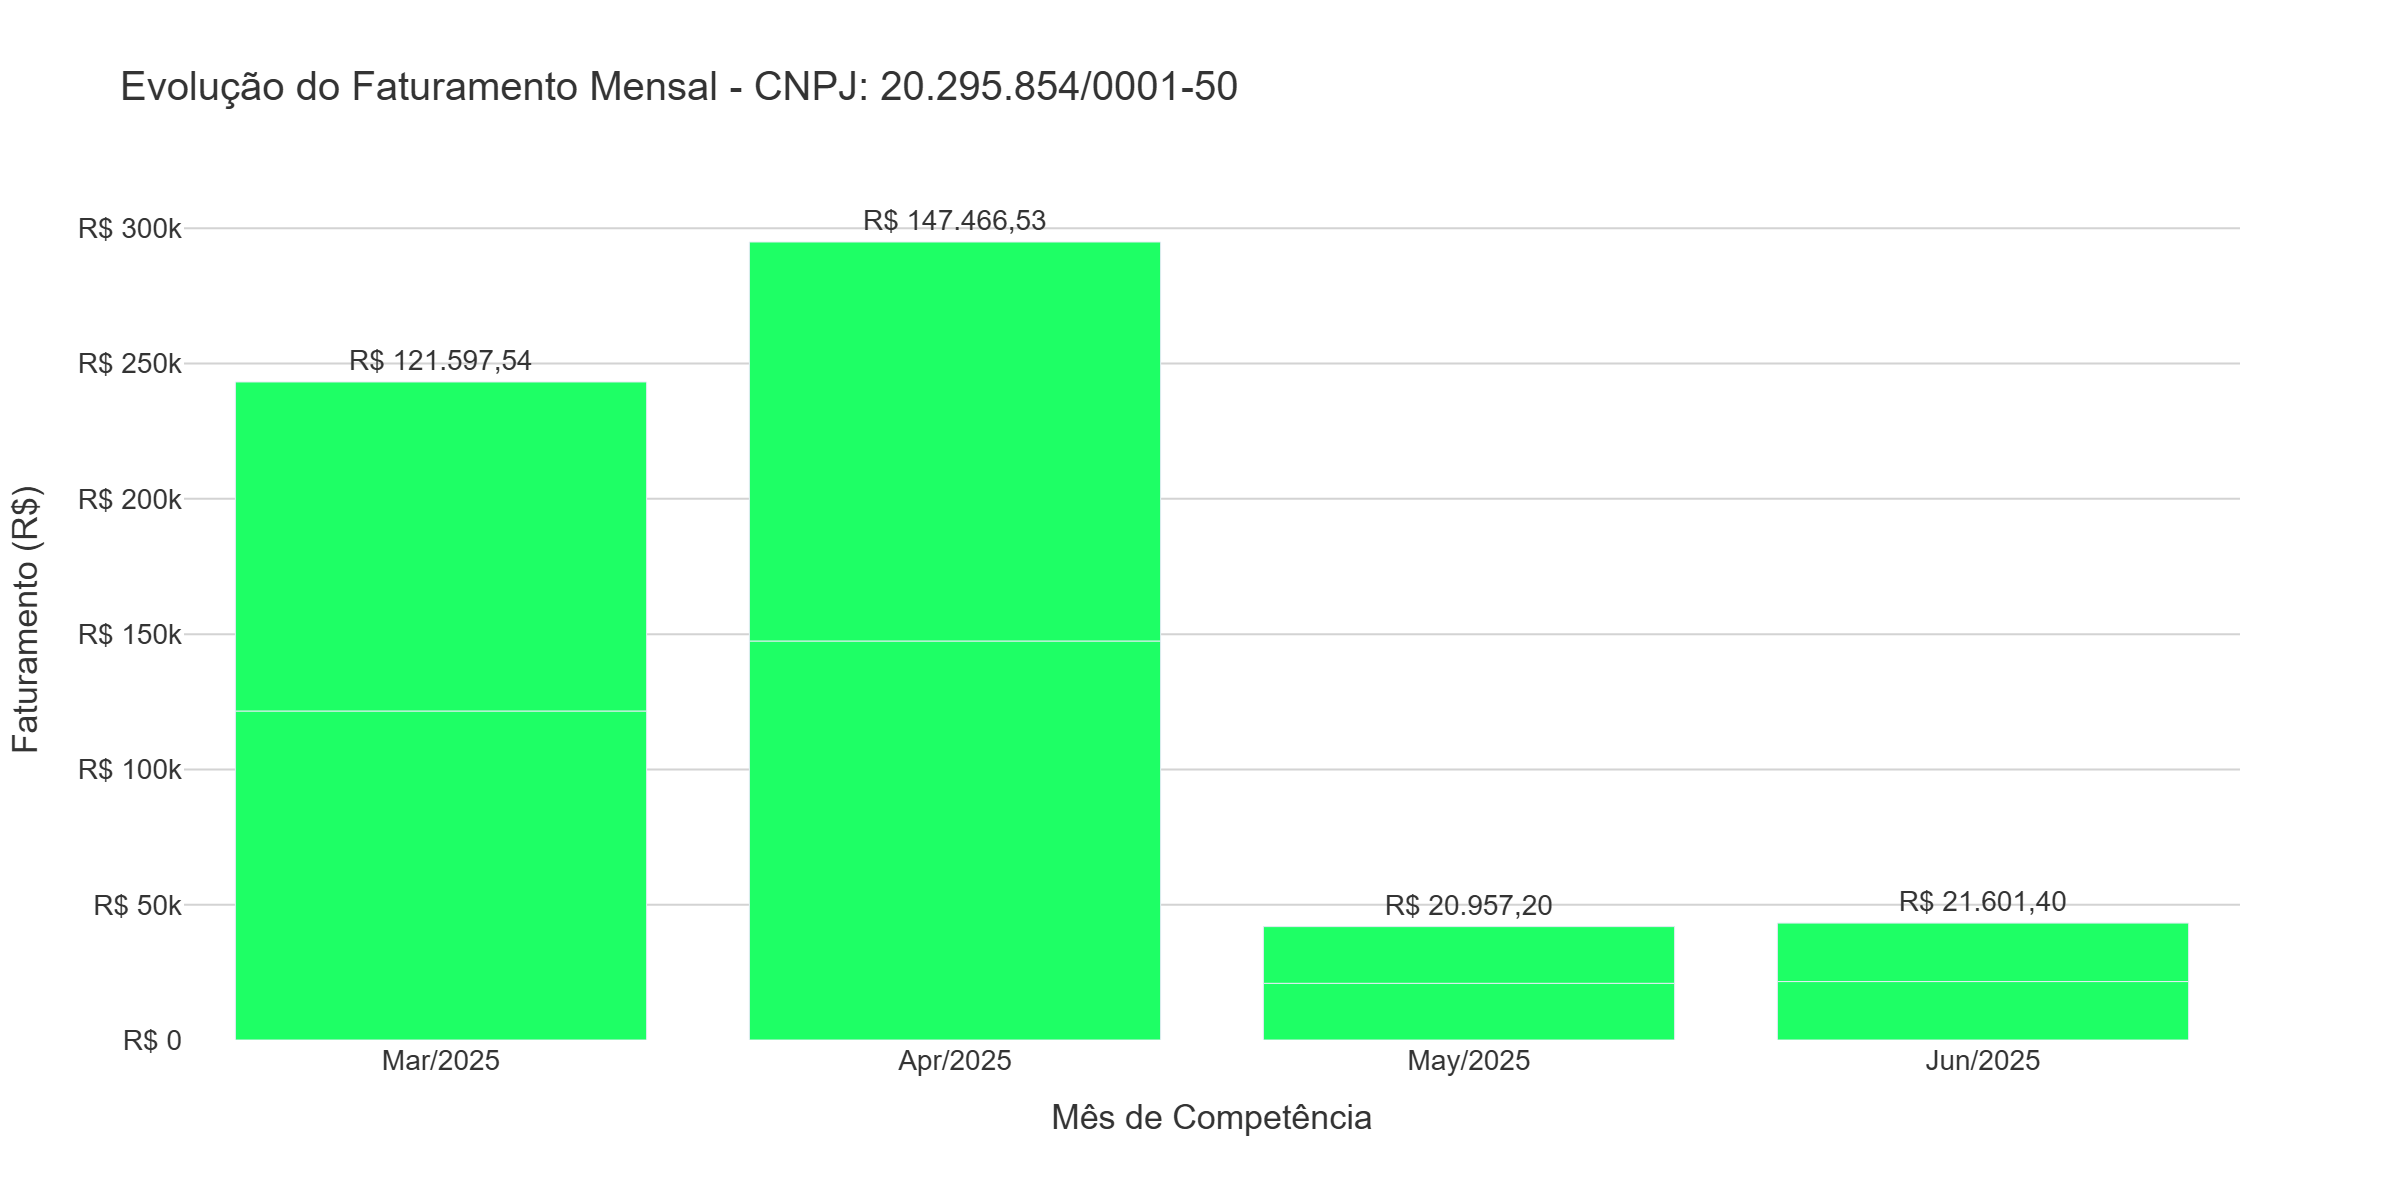 Evolução do Faturamento Mensal - CNPJ: 20.295.854/0001-50
Faturamento (R$)
R$ 300k
R$ 250k
R$ 200k
R$ 150k
R$ 100k
R$ 50k
R$ 0
R$ 121.597,54
R$ 147.466,53
R$ 20.957,20
R$ 21.601,40
Mar/2025
Apr/2025
May/2025
Jun/2025
Mês de Competência